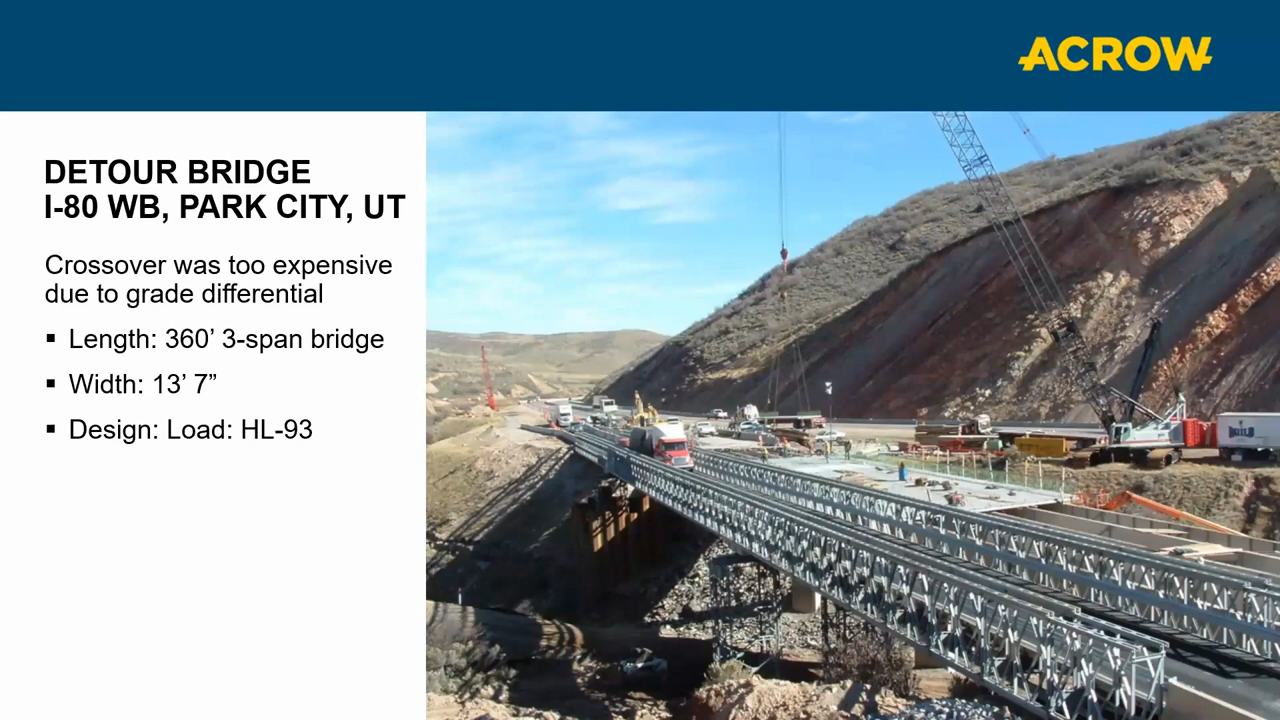 ACROW
DETOUR BRIDGE
I-80 WB, PARK CITY, UT
Crossover was too expensive
due to grade differential
▪ Length: 360’ 3-span bridge
▪ Width: 13’ 7”
▪ Design: Load: HL-93